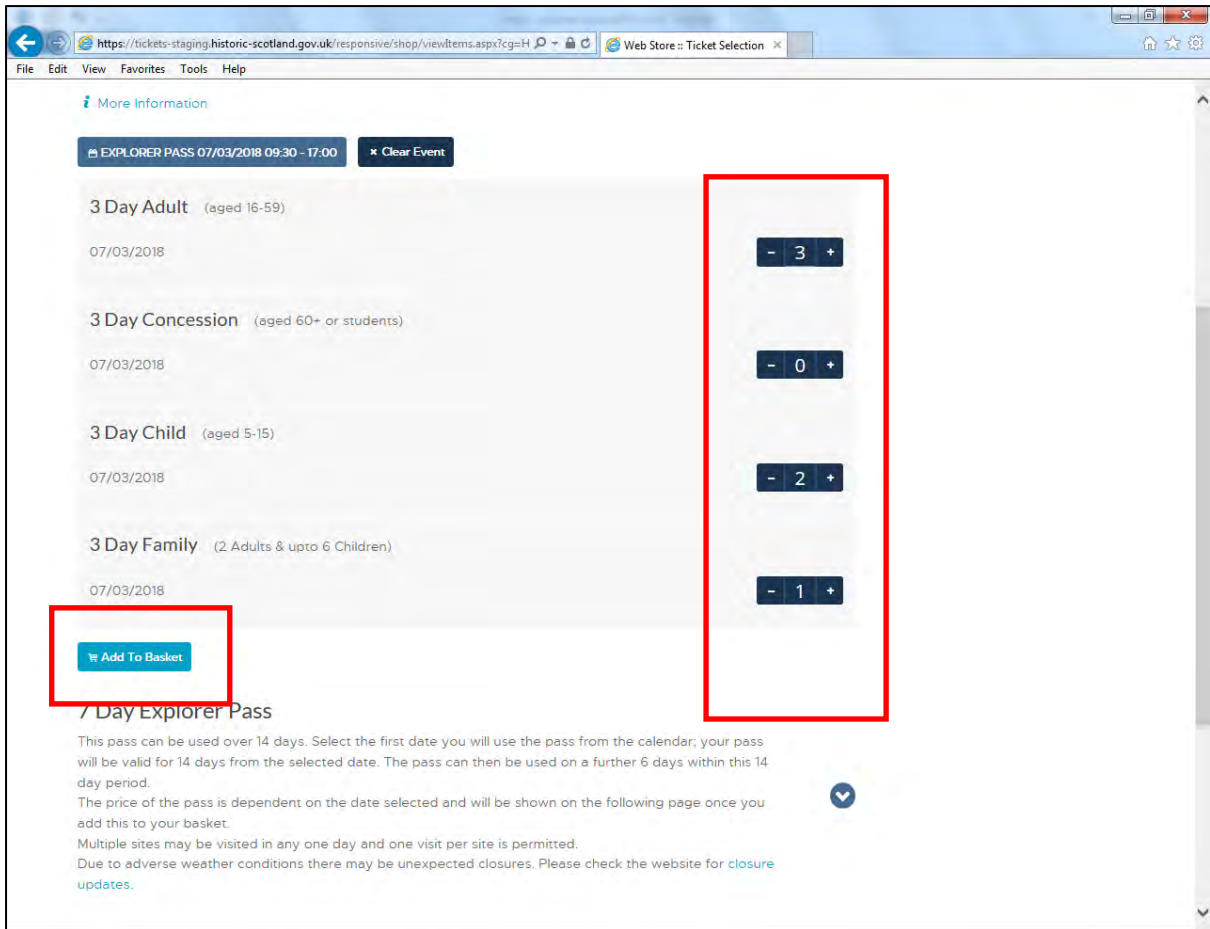 https://tickets-staging.historic-scotland.gov.uk/responsive/shop/viewItems.aspx?cg=H
Web Store :: Ticket Selection
File Edit View Favorites Tools Help
i More Information
EXPLORER PASS 07/03/2018 09:30 - 17:00 × Clear Event
3 Day Adult (aged 16-59)
07/03/2018 - 3 +
3 Day Concession (aged 60+ or students)
07/03/2018 - 0 +
3 Day Child (aged 5-15)
07/03/2018 - 2 +
3 Day Family (2 Adults & upto 6 Children)
07/03/2018 - 1 +
Add To Basket
7 Day Explorer Pass
This pass can be used over 14 days. Select the first date you will use the pass from the calendar; your pass
will be valid for 14 days from the selected date. The pass can then be used on a further 6 days within this 14
day period.
The price of the pass is dependent on the date selected and will be shown on the following page once you
add this to your basket.
Multiple sites may be visited in any one day and one visit per site is permitted.
Due to adverse weather conditions there may be unexpected closures. Please check the website for closure
updates.